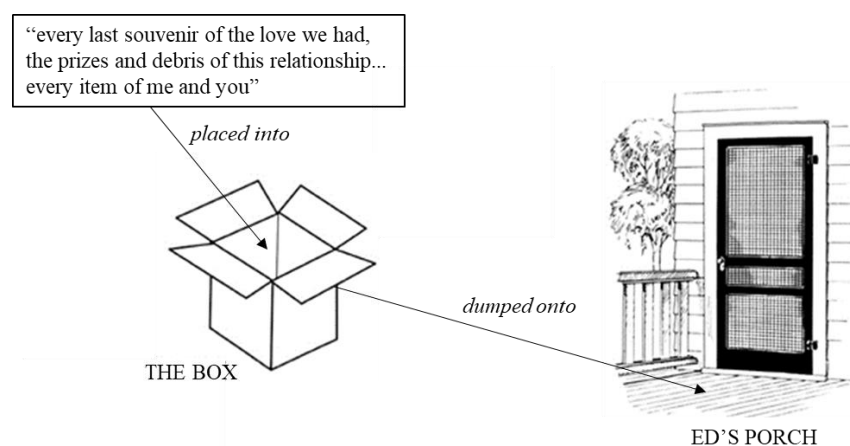 “every last souvenir of the love we had,
the prizes and debris of this relationship...
every item of me and you”
placed into
dumped onto
THE BOX
ED’S PORCH